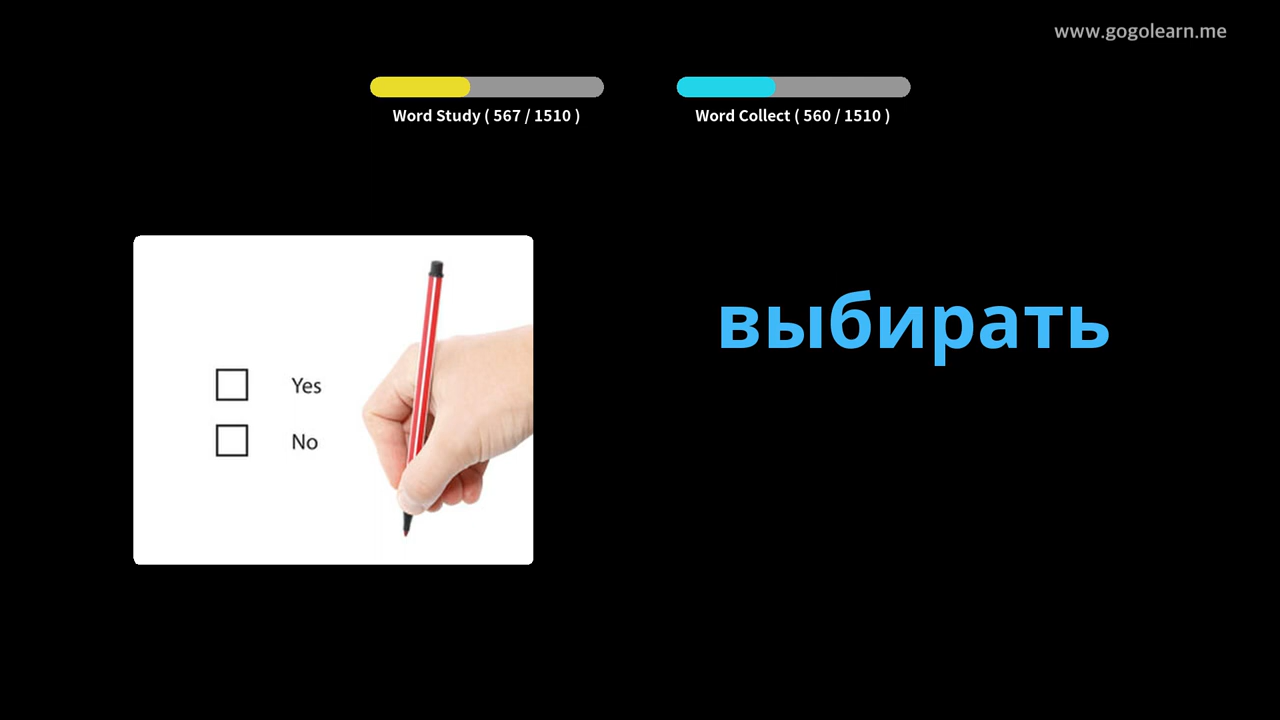 www.gogolearn.me
Word Study ( 567 / 1510 )
Word Collect ( 560 / 1510 )
выбирать
Yes
No